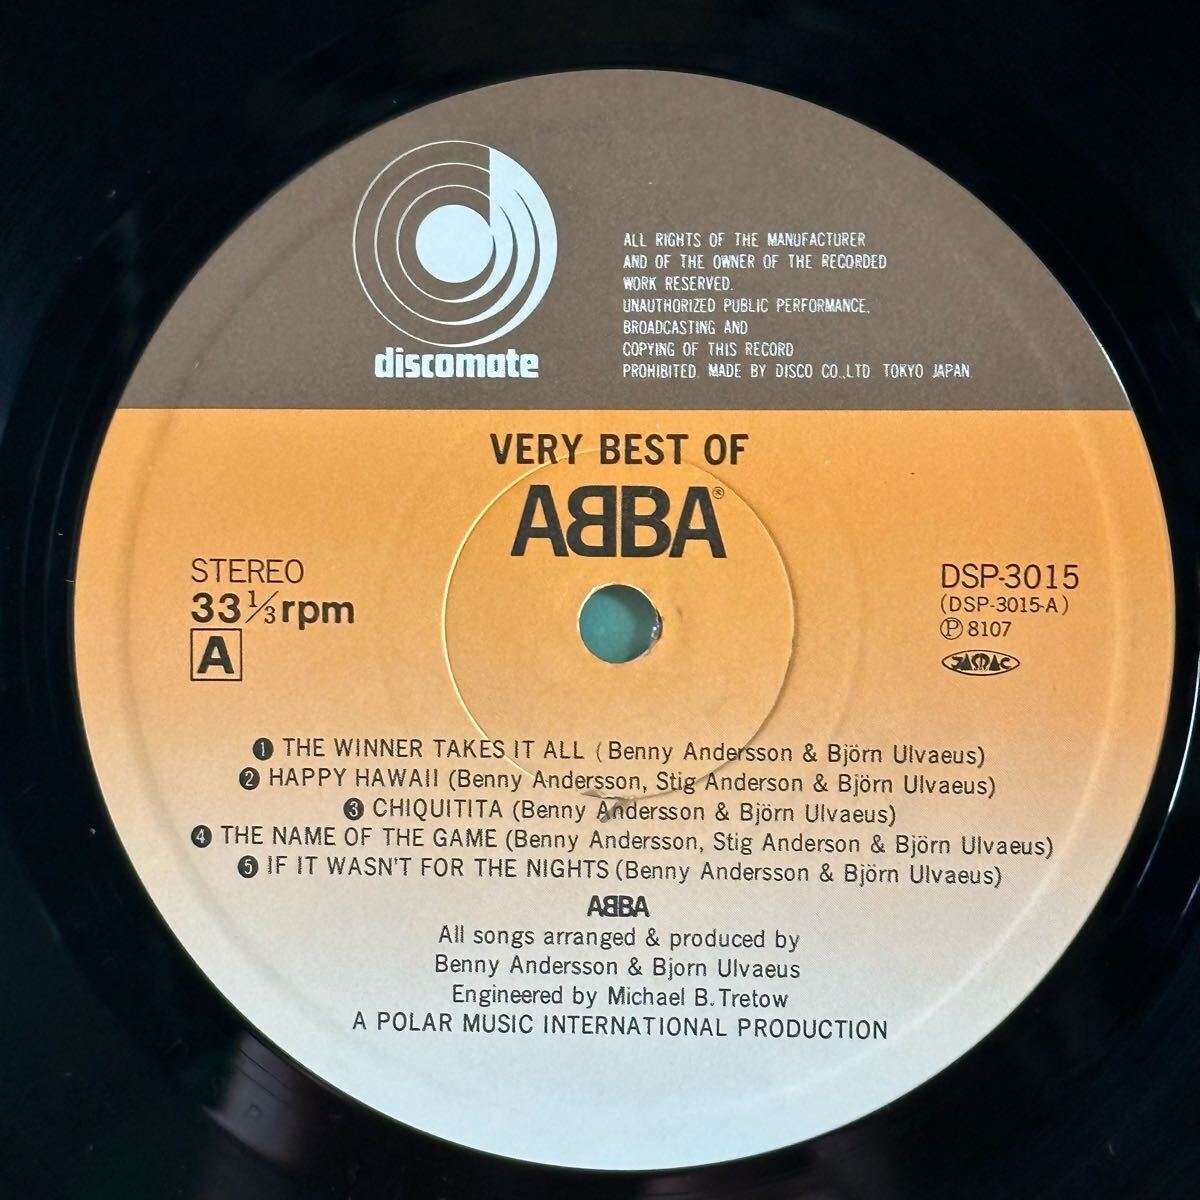 discomate
ALL RIGHTS OF THE MANUFACTURER
AND OF THE OWNER OF THE RECORDED
WORK RESERVED.
UNAUTHORIZED PUBLIC PERFORMANCE,
BROADCASTING AND
COPYING OF THIS RECORD
PROHIBITED. MADE BY DISCO CO.,LTD. TOKYO JAPAN.
VERY BEST OF
ABBA®
STEREO
33 1/3 rpm
A
DSP-3015
(DSP-3015-A)
Ⓟ 8107
JASRAC
❶ THE WINNER TAKES IT ALL (Benny Andersson & Björn Ulvaeus)
❷ HAPPY HAWAII (Benny Andersson, Stig Anderson & Björn Ulvaeus)
❸ CHIQUITITA (Benny Andersson & Björn Ulvaeus)
❹ THE NAME OF THE GAME (Benny Andersson, Stig Anderson & Björn Ulvaeus)
❺ IF IT WASN'T FOR THE NIGHTS (Benny Andersson & Björn Ulvaeus)
ABBA
All songs arranged & produced by
Benny Andersson & Bjorn Ulvaeus
Engineered by Michael B. Tretow
A POLAR MUSIC INTERNATIONAL PRODUCTION